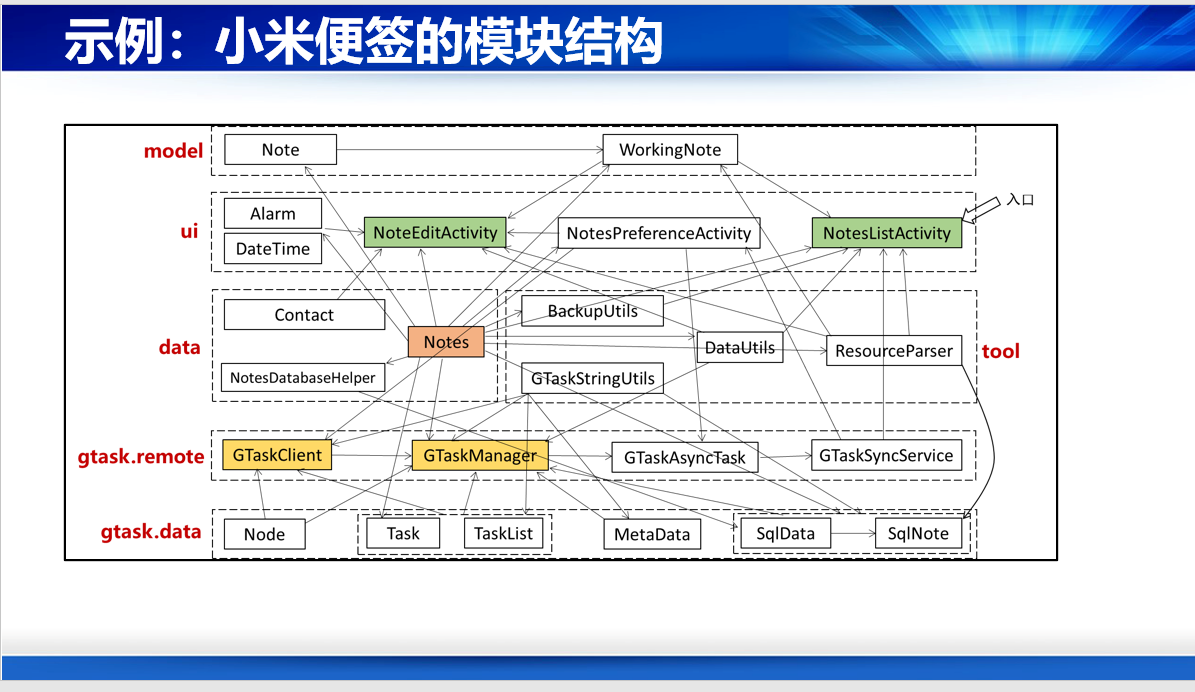 示例：小米便签的模块结构
model
Note
WorkingNote
ui
Alarm
DateTime
NoteEditActivity
NotesPreferenceActivity
NotesListActivity
入口
data
Contact
Notes
NotesDatabaseHelper
BackupUtils
DataUtils
ResourceParser
GTaskStringUtils
tool
gtask.remote
GTaskClient
GTaskManager
GTaskAsyncTask
GTaskSyncService
gtask.data
Node
Task
TaskList
MetaData
SqlData
SqlNote